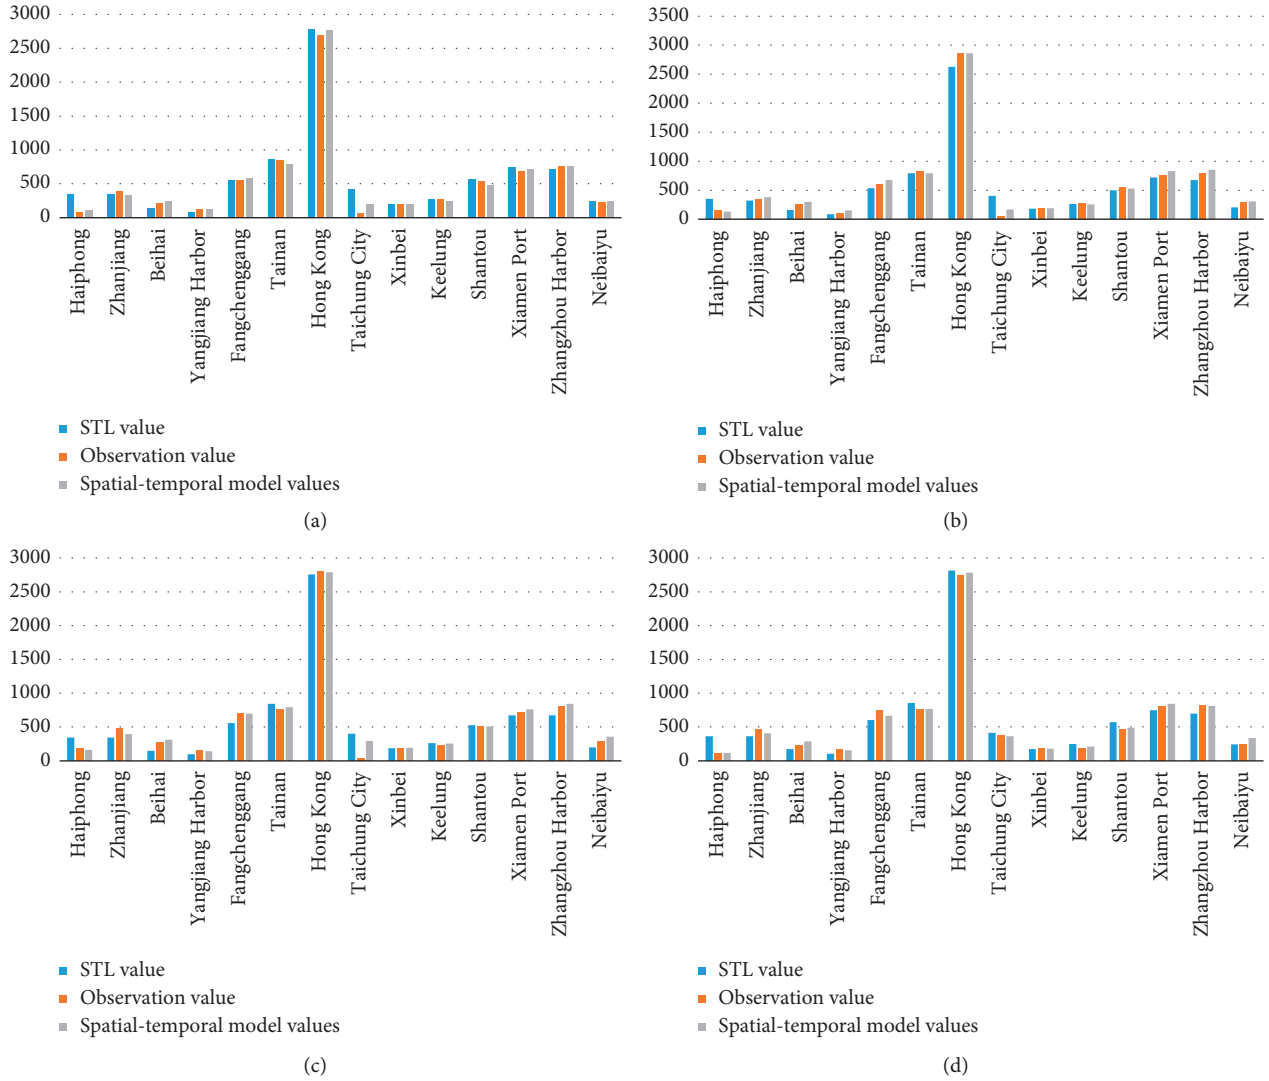 3000
2500
2000
1500
1000
500
0
Haiphong
Zhanjiang
Beihai
Yangjiang Harbor
Fangchenggang
Tainan
Hong Kong
Taichung City
Xinbei
Keelung
Shantou
Xiamen Port
Zhangzhou Harbor
Neibaiyu
STL value
Observation value
Spatial-temporal model values
(a)
3500
3000
2500
2000
1500
1000
500
0
Haiphong
Zhanjiang
Beihai
Yangjiang Harbor
Fangchenggang
Tainan
Hong Kong
Taichung City
Xinbei
Keelung
Shantou
Xiamen Port
Zhangzhou Harbor
Neibaiyu
STL value
Observation value
Spatial-temporal model values
(b)
3000
2500
2000
1500
1000
500
0
Haiphong
Zhanjiang
Beihai
Yangjiang Harbor
Fangchenggang
Tainan
Hong Kong
Taichung City
Xinbei
Keelung
Shantou
Xiamen Port
Zhangzhou Harbor
Neibaiyu
STL value
Observation value
Spatial-temporal model values
(c)
3000
2500
2000
1500
1000
500
0
Haiphong
Zhanjiang
Beihai
Yangjiang Harbor
Fangchenggang
Tainan
Hong Kong
Taichung City
Xinbei
Keelung
Shantou
Xiamen Port
Zhangzhou Harbor
Neibaiyu
STL value
Observation value
Spatial-temporal model values
(d)